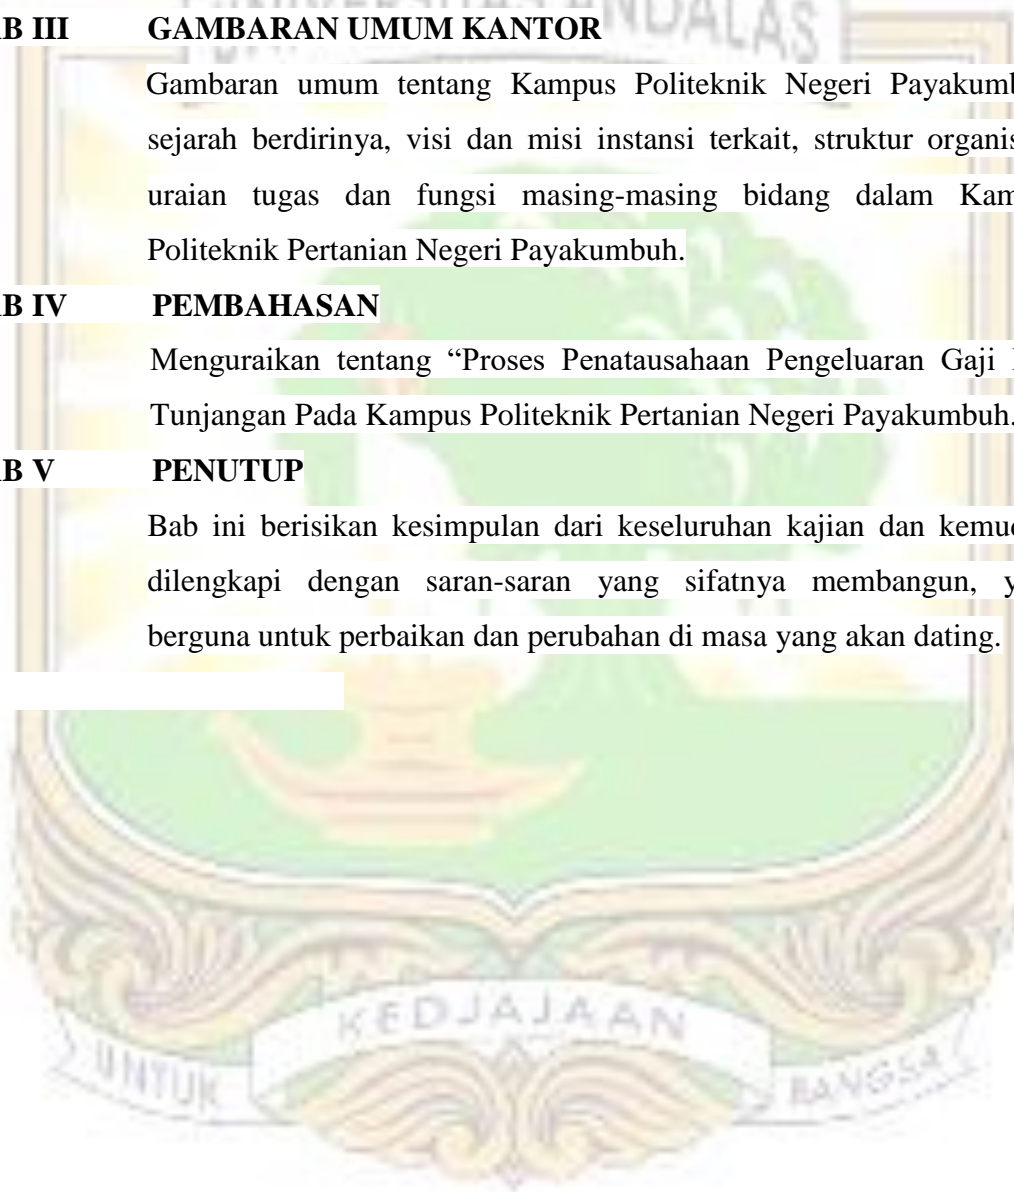 UNIVERSITAS ANDALAS
B III GAMBARAN UMUM KANTOR
Gambaran umum tentang Kampus Politeknik Negeri Payakumb
sejarah berdirinya, visi dan misi instansi terkait, struktur organis
uraian tugas dan fungsi masing-masing bidang dalam Kam
Politeknik Pertanian Negeri Payakumbuh.
B IV PEMBAHASAN
Menguraikan tentang “Proses Penatausahaan Pengeluaran Gaji
Tunjangan Pada Kampus Politeknik Pertanian Negeri Payakumbuh.
B V PENUTUP
Bab ini berisikan kesimpulan dari keseluruhan kajian dan kemu
dilengkapi dengan saran-saran yang sifatnya membangun, y
berguna untuk perbaikan dan perubahan di masa yang akan dating.
UNTUK KEDJAJAAN BANGSA